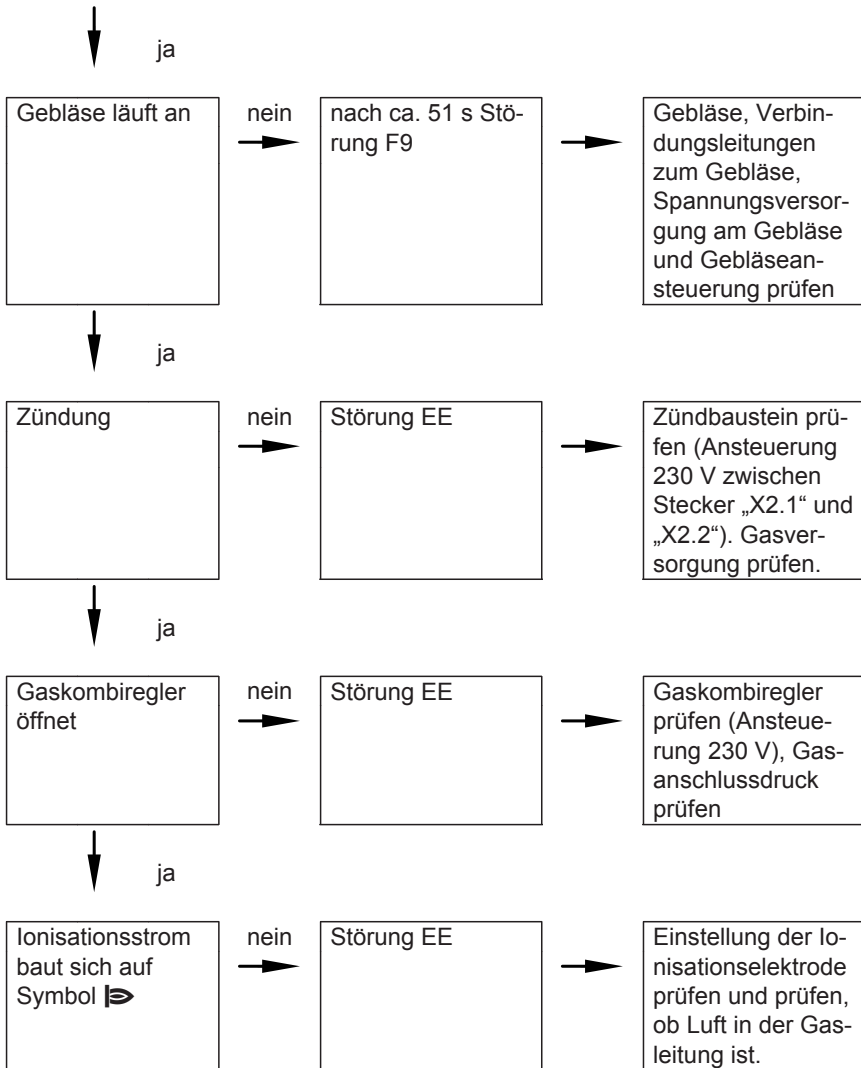 ja
Gebläse läuft an
nein
nach ca. 51 s Stö-
rung F9
Gebläse, Verbin-
dungsleitungen
zum Gebläse,
Spannungsversor-
gung am Gebläse
und Gebläsean-
steuerung prüfen
ja
Zündung
nein
Störung EE
Zündbaustein prü-
fen (Ansteuerung
230 V zwischen
Stecker „X2.1“ und
„X2.2“). Gasver-
sorgung prüfen.
ja
Gaskombiregler
öffnet
nein
Störung EE
Gaskombiregler
prüfen (Ansteue-
rung 230 V), Gas-
anschlussdruck
prüfen
ja
Ionisationsstrom
baut sich auf
Symbol
nein
Störung EE
Einstellung der Io-
nisationselektrode
prüfen und prüfen,
ob Luft in der Gas-
leitung ist.